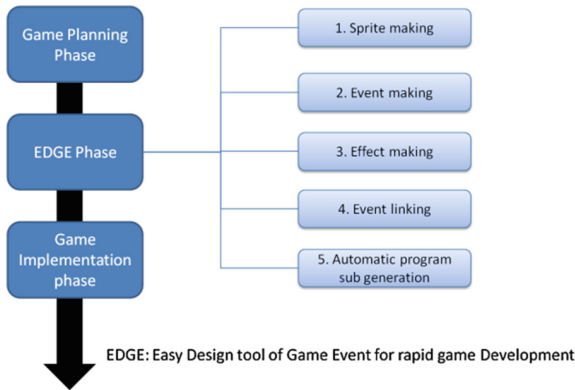 Game Planning
Phase
EDGE Phase
Game
Implementation
phase
1. Sprite making
2. Event making
3. Effect making
4. Event linking
5. Automatic program
sub generation
EDGE: Easy Design tool of Game Event for rapid game Development